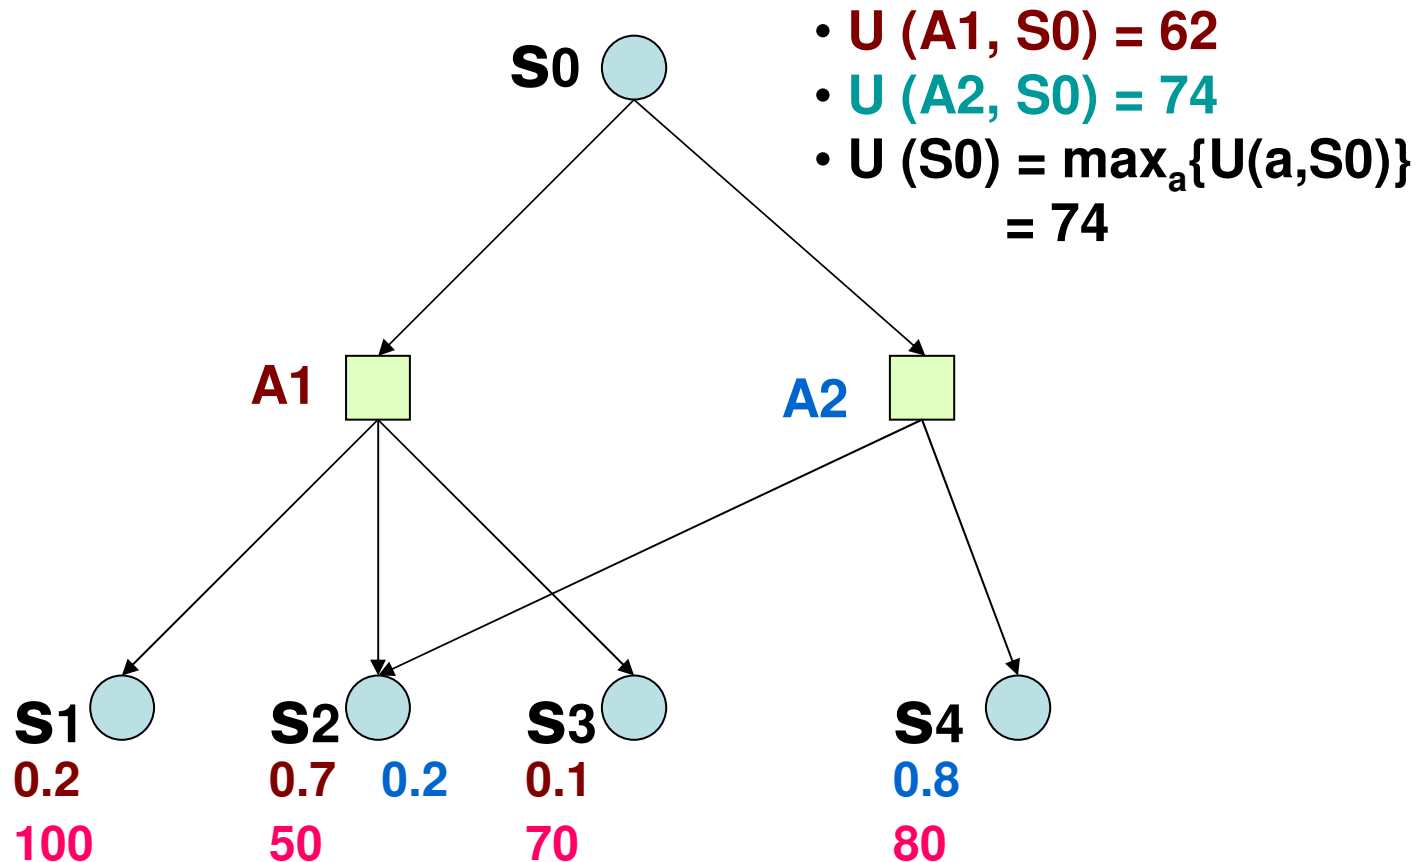 S0
• U (A1, S0) = 62
• U (A2, S0) = 74
• U (S0) = maxa{U(a,S0)}
= 74
A1
A2
S1
S2
S3
S4
0.2
0.7
0.2
0.1
0.8
100
50
70
80